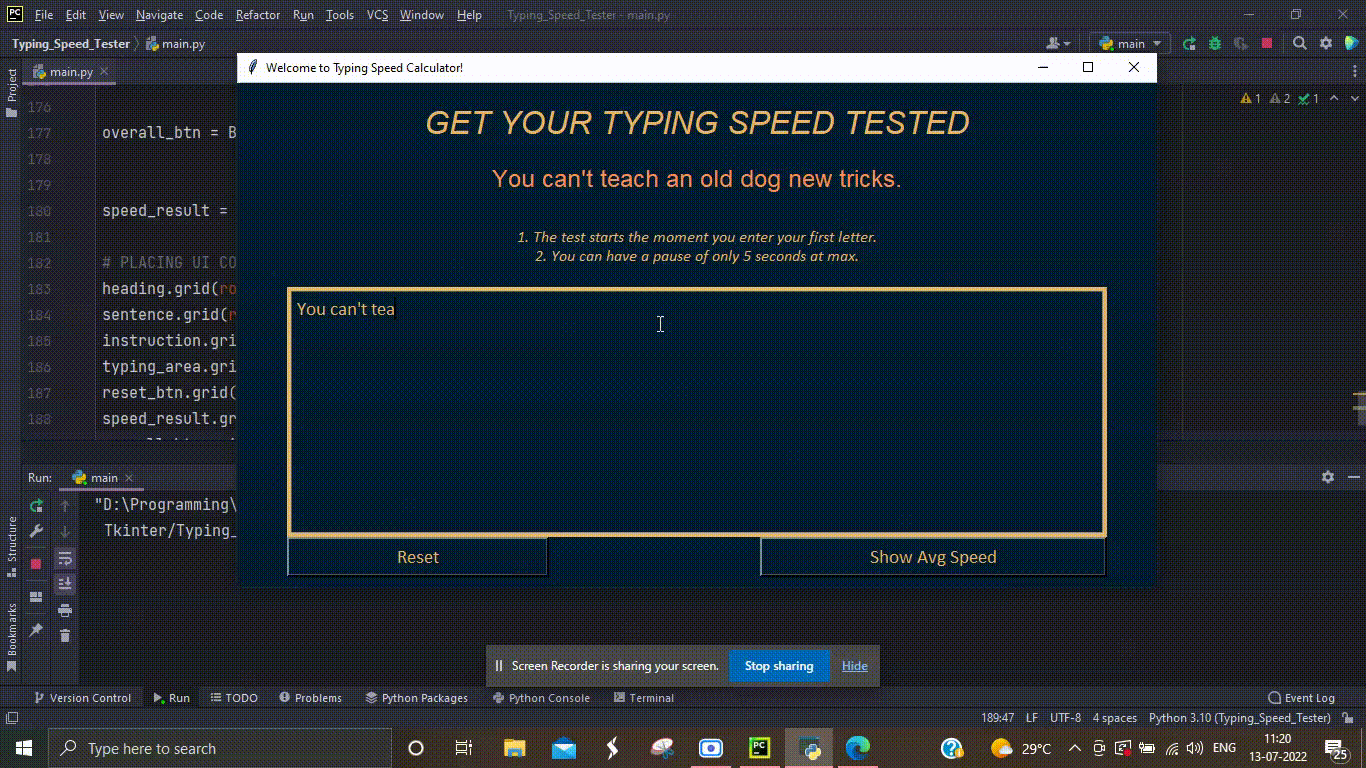 File Edit View Navigate Code Refactor Run Tools VCS Window Help Typing_Speed_Tester - main.py
Typing_Speed_Tester main.py main
Project
main.py
Welcome to Typing Speed Calculator!
1 2 1
176
177 overall_btn = B
178
179
180 speed_result =
181
182 # PLACING UI CO
183 heading.grid(ro
184 sentence.grid(r
185 instruction.gri
186 typing_area.gri
187 reset_btn.grid(
188 speed_result.gr
GET YOUR TYPING SPEED TESTED
You can't teach an old dog new tricks.
1. The test starts the moment you enter your first letter.
2. You can have a pause of only 5 seconds at max.
You can't tea
Reset Show Avg Speed
Run: main
"D:\Programming\
Tkinter/Typing_
Structure
Bookmarks
Screen Recorder is sharing your screen. Stop sharing Hide
Version Control Run TODO Problems Python Packages Python Console Terminal Event Log
189:47 LF UTF-8 4 spaces Python 3.10 (Typing_Speed_Tester)
Type here to search
29°C ENG
11:20
13-07-2022
25